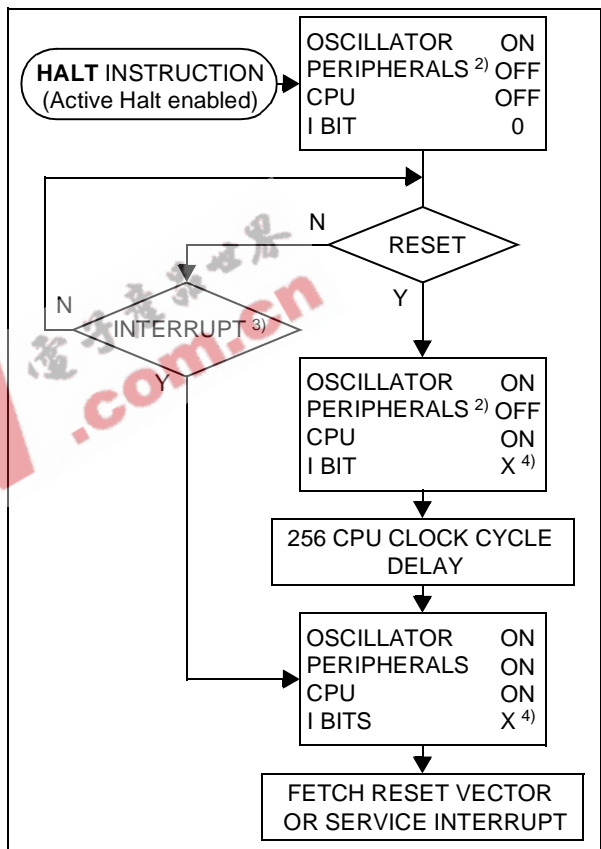 HALT INSTRUCTION
(Active Halt enabled)
OSCILLATOR ON
PERIPHERALS 2) OFF
CPU OFF
I BIT 0
N
RESET
Y
N
INTERRUPT 3)
Y
OSCILLATOR ON
PERIPHERALS 2) OFF
CPU ON
I BIT X 4)
256 CPU CLOCK CYCLE
DELAY
OSCILLATOR ON
PERIPHERALS ON
CPU ON
I BITS X 4)
FETCH RESET VECTOR
OR SERVICE INTERRUPT
.com.cn